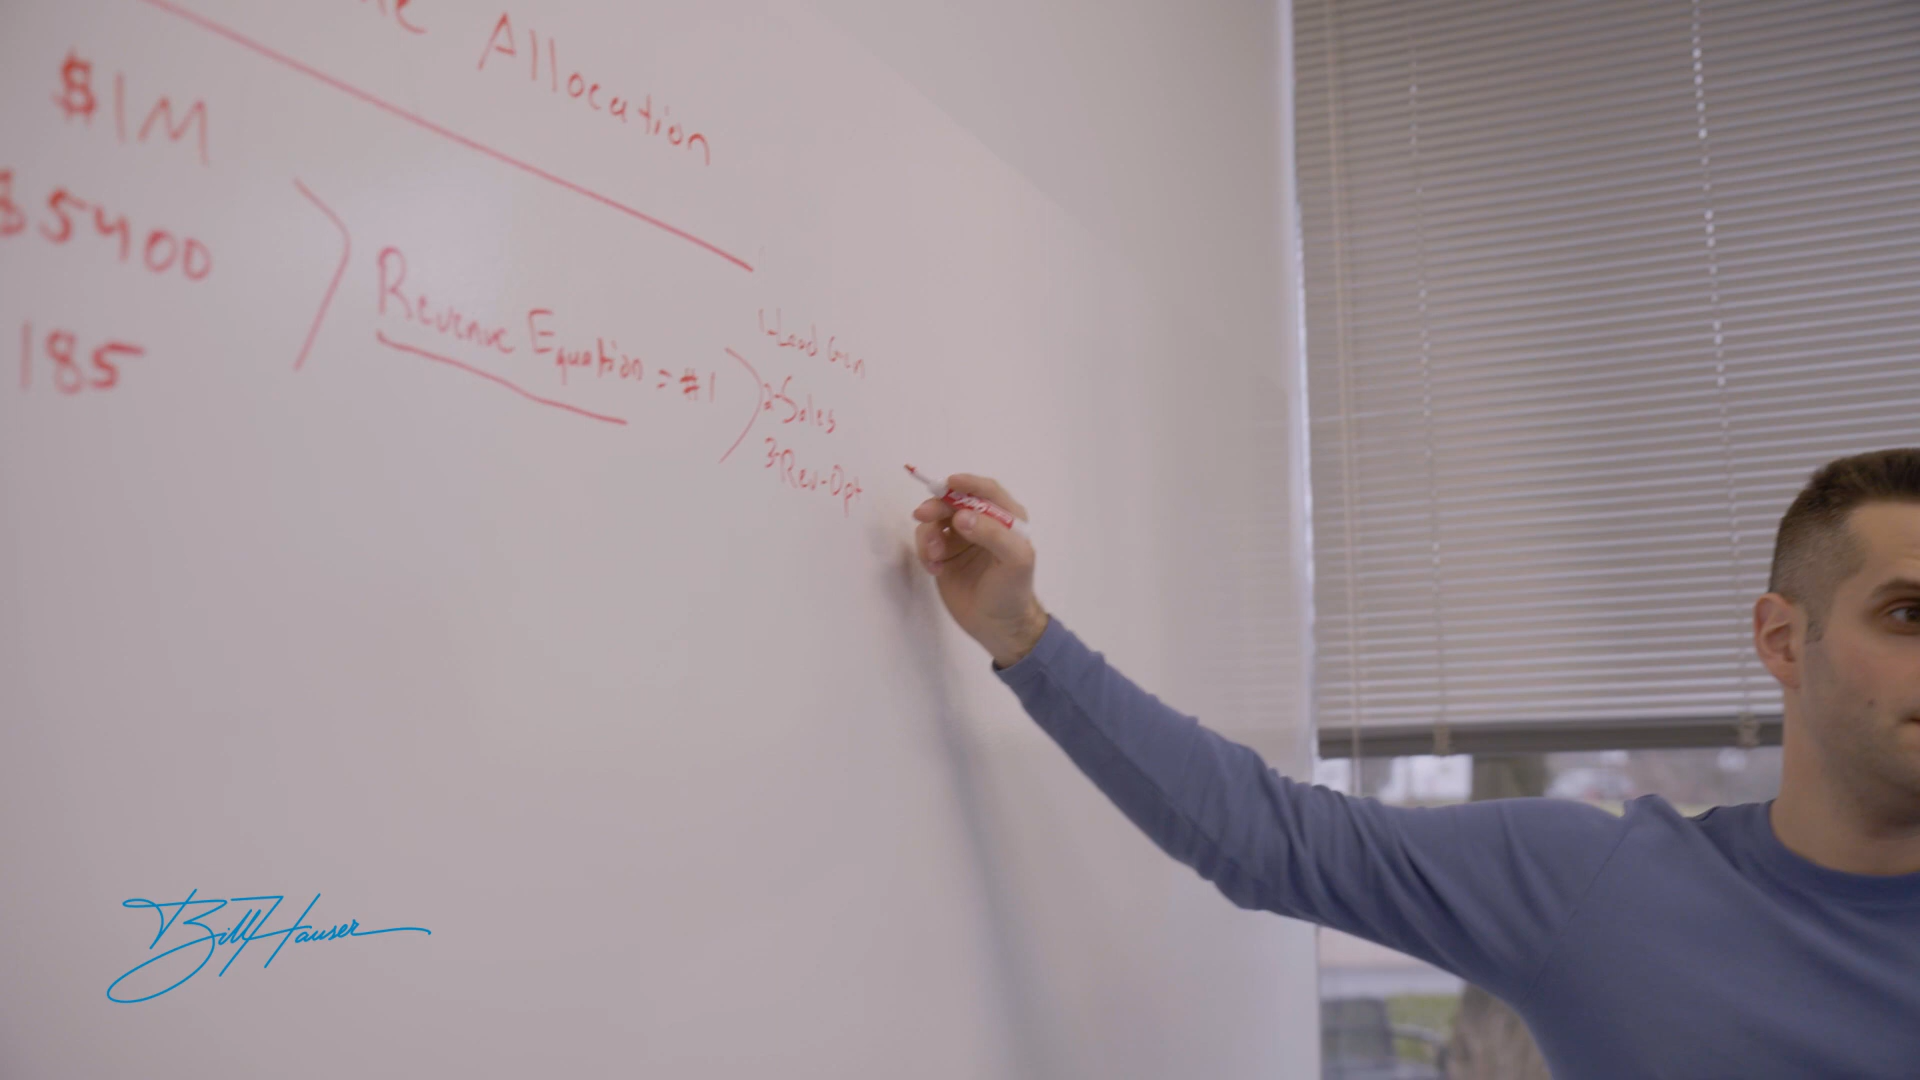 Allocation
$1M
$5400
185
Revenue Equation = #1
1-Lead Gen
2-Sales
3-Rev-Opt
Bill Hauser